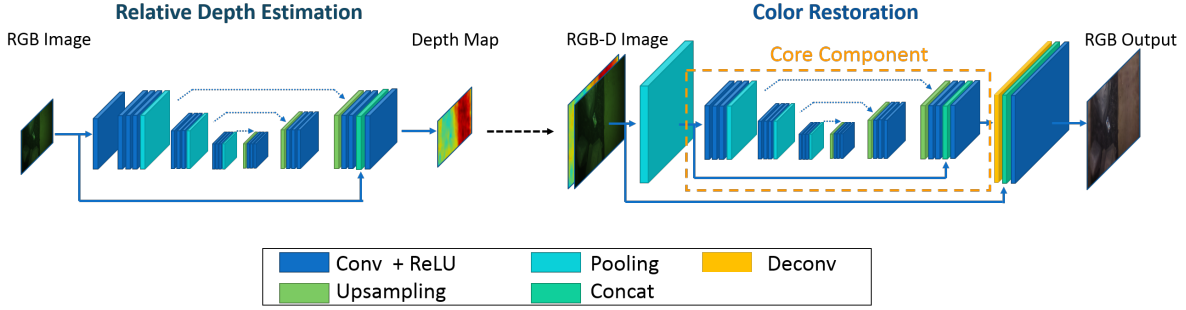 Relative Depth Estimation
Color Restoration
RGB Image
Depth Map
RGB-D Image
RGB Output
Core Component
Conv + ReLU
Pooling
Deconv
Upsampling
Concat